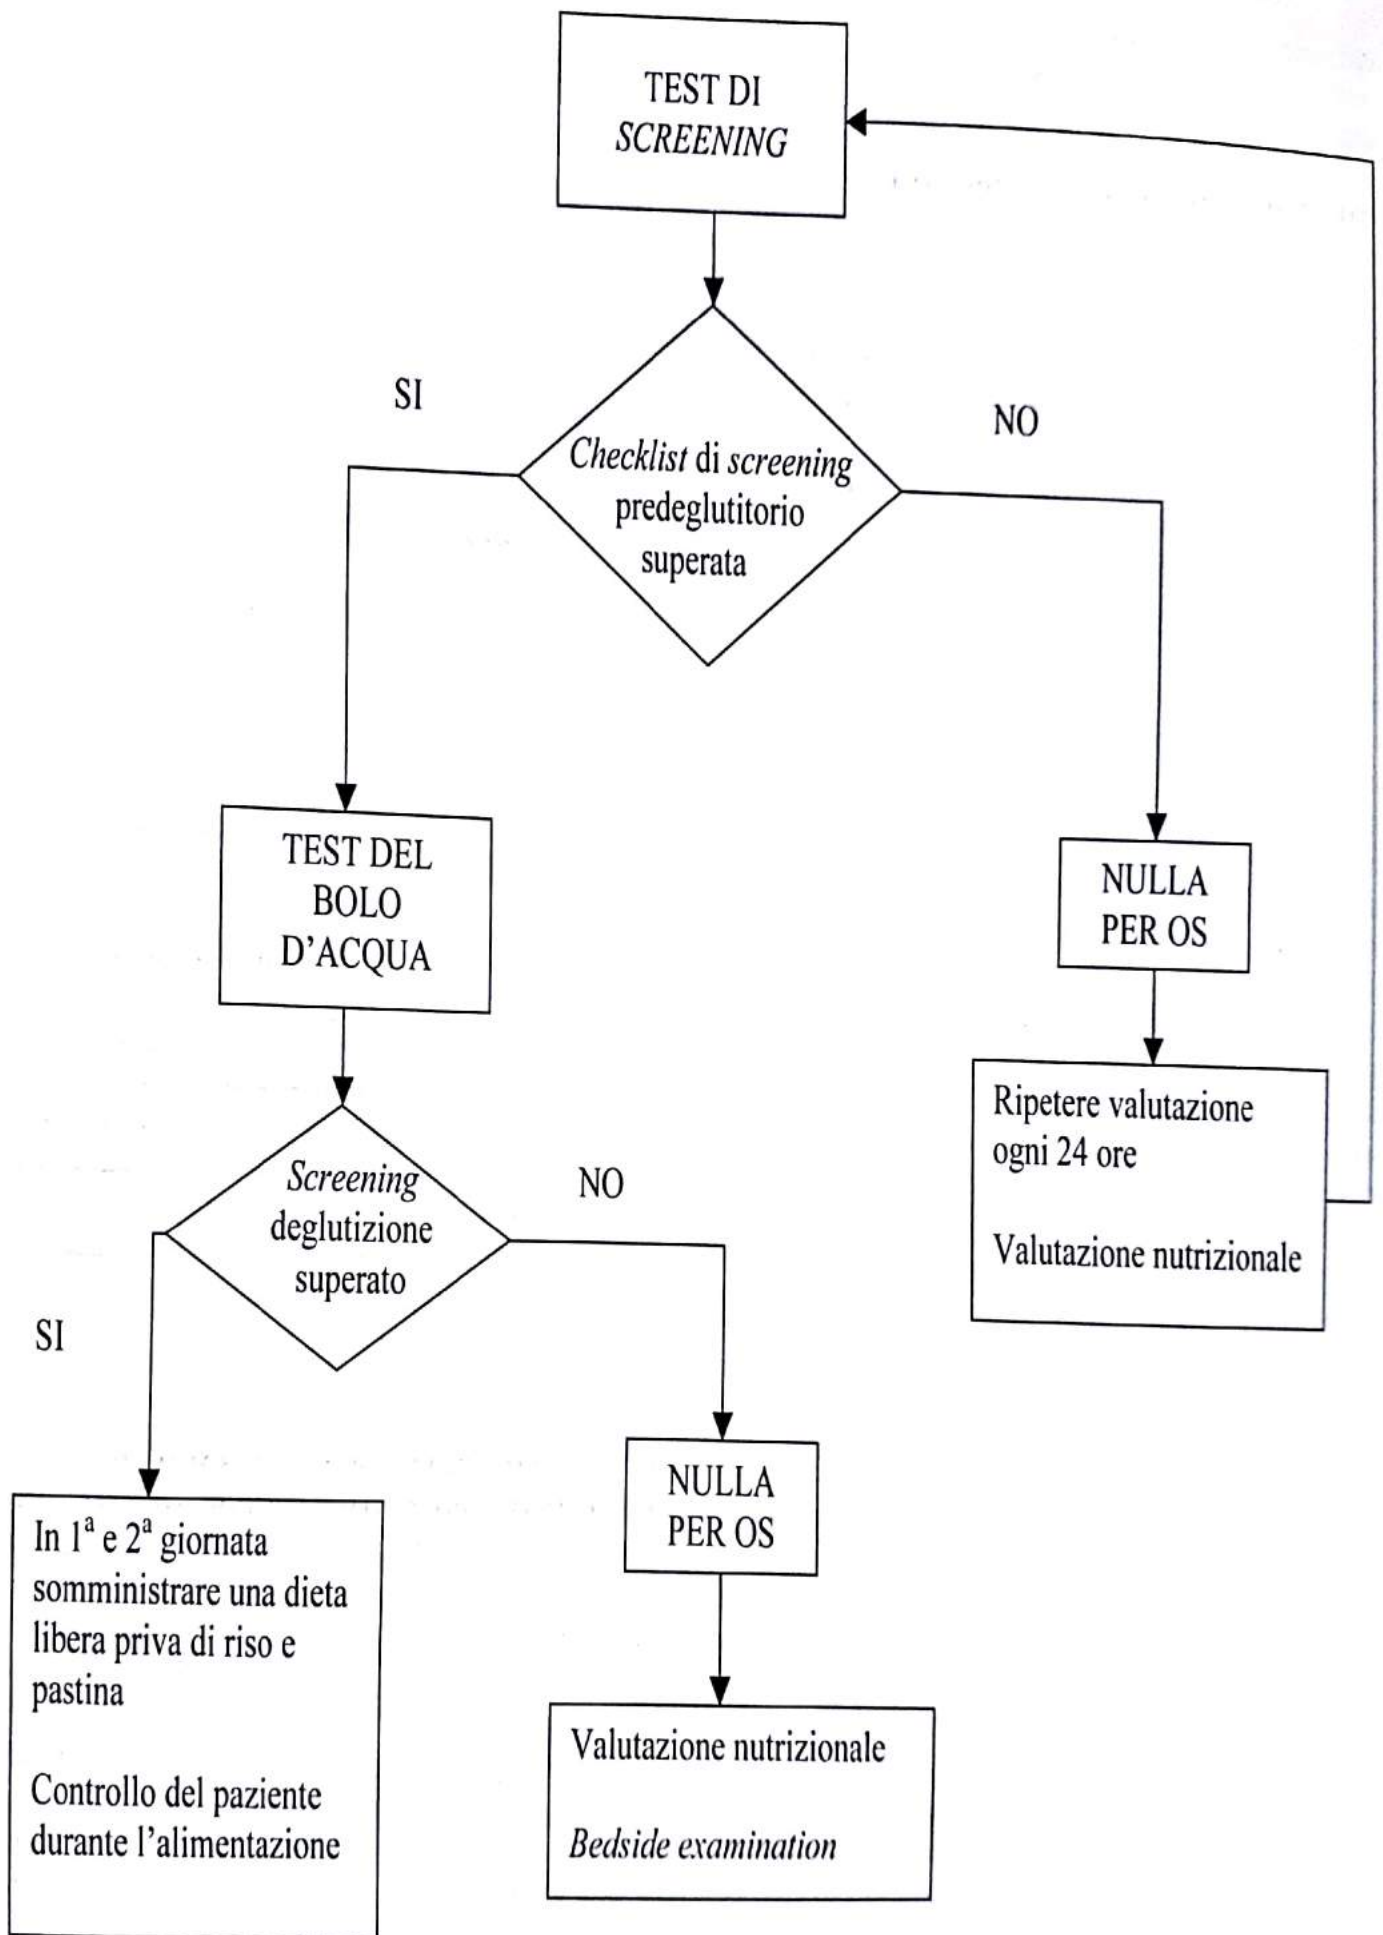 TEST DI
SCREENING
SI
NO
Checklist di screening
predeglutitorio
superata
TEST DEL
BOLO
D’ACQUA
NULLA
PER OS
Ripetere valutazione
ogni 24 ore
Valutazione nutrizionale
Screening
deglutizione
superato
NO
SI
NULLA
PER OS
In 1ª e 2ª giornata
somministrare una dieta
libera priva di riso e
pastina
Controllo del paziente
durante l’alimentazione
Valutazione nutrizionale
Bedside examination